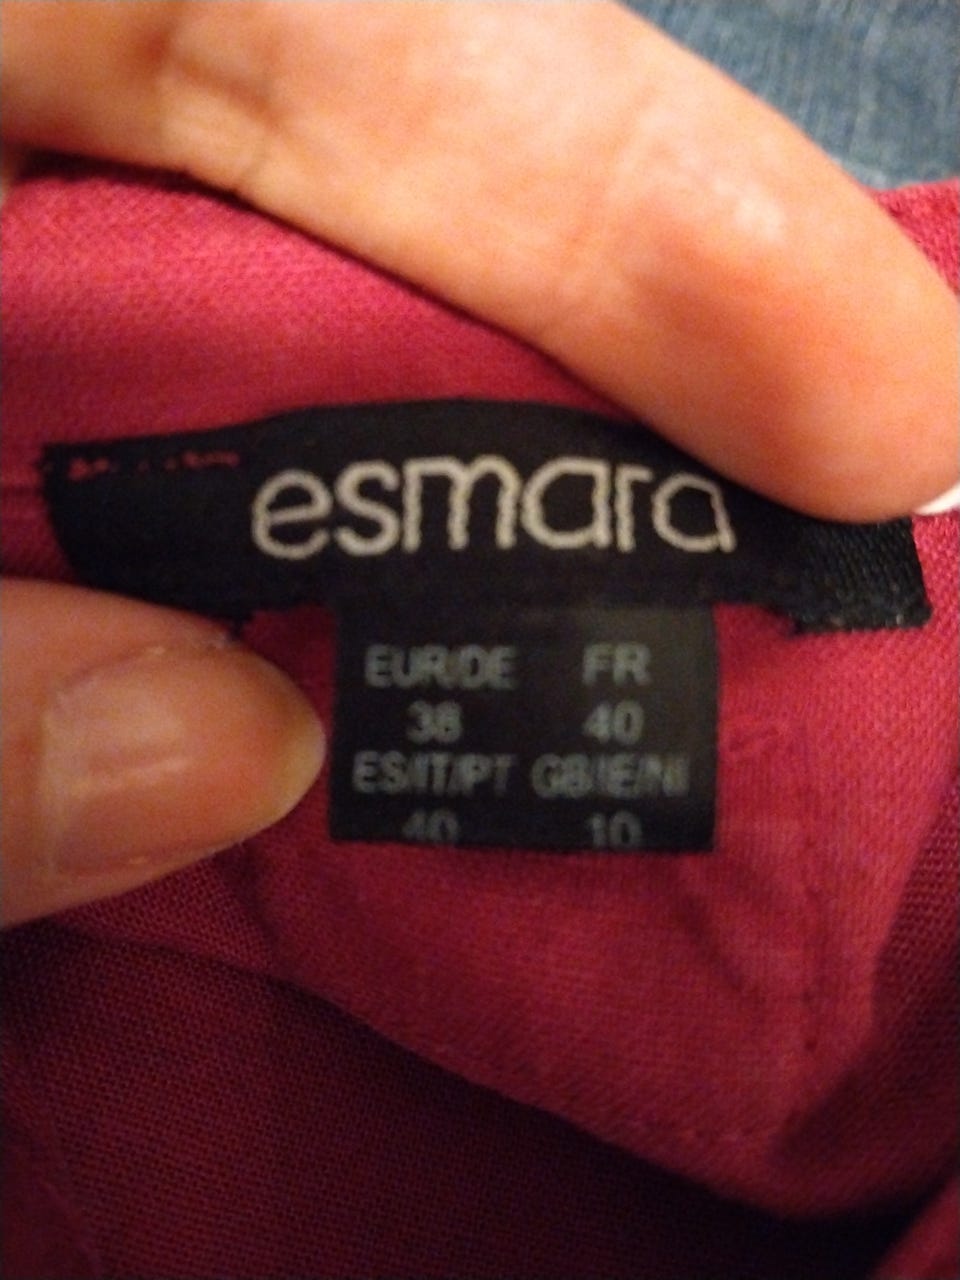 esmara
EUR/DE FR
38 40
ES/IT/PT GB/IE/NI
40 10